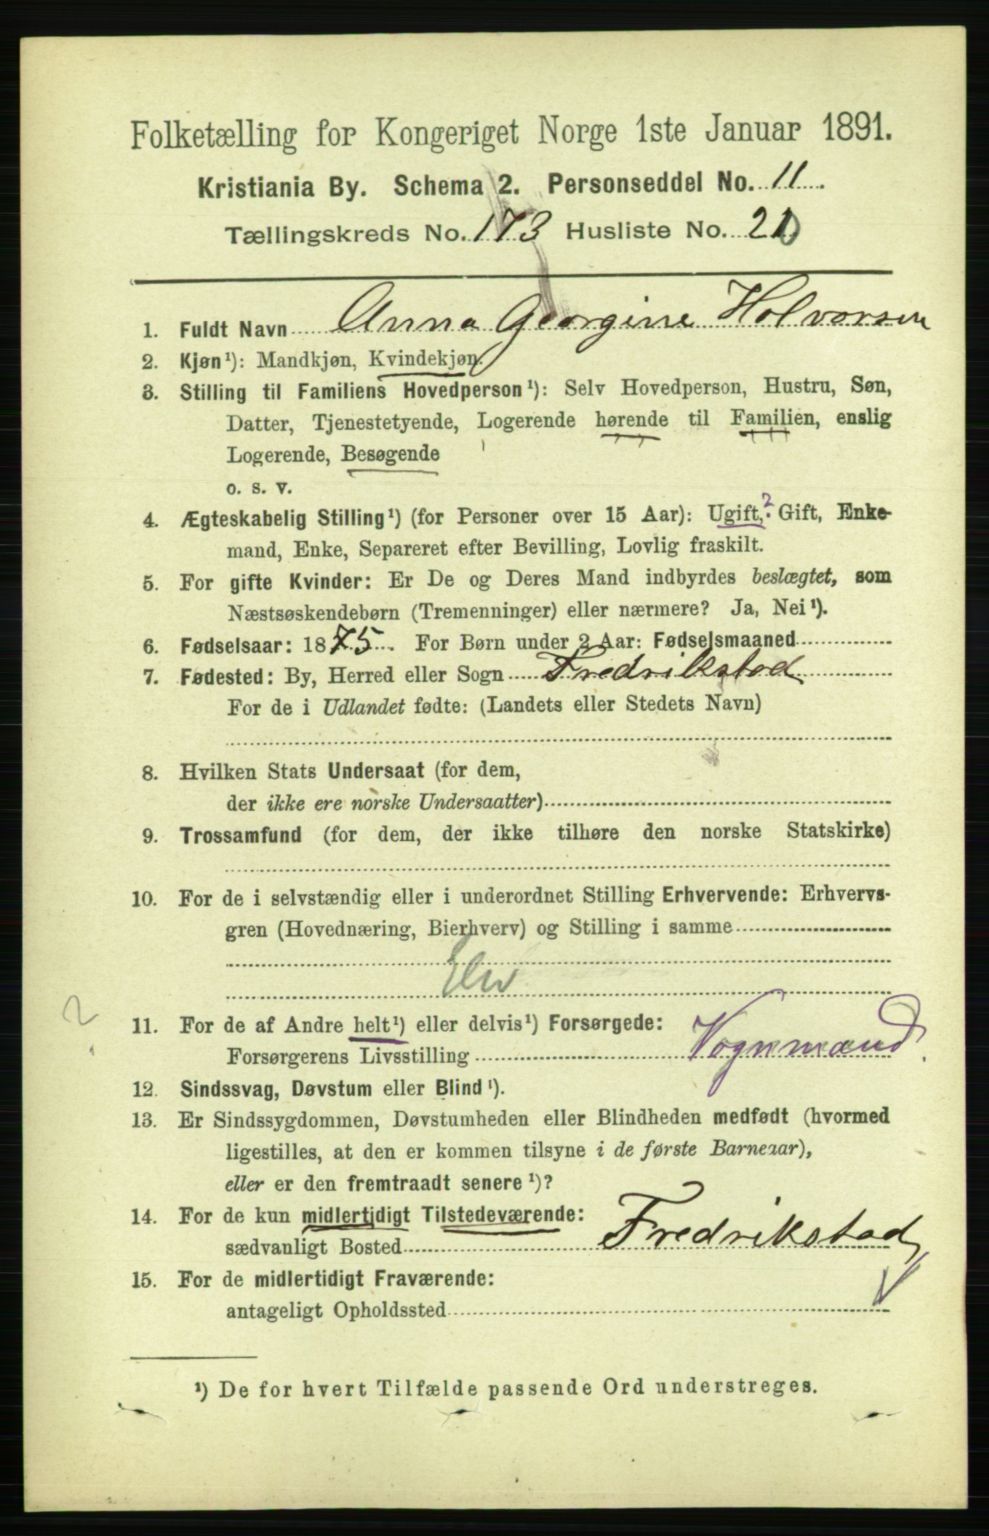 Folketælling for Kongeriget Norge 1ste Januar 1891.
Kristiania By. Schema 2. Personseddel No. 11.
Tællingskreds No. 173 Husliste No. 20
1. Fuldt Navn Anna Georgine Halvorsen
2. Kjøn¹): Mandkjøn, Kvindekjøn.
3. Stilling til Familiens Hovedperson¹): Selv Hovedperson, Hustru, Søn,
Datter, Tjenestetyende, Logerende hørende til Familien, enslig
Logerende, Besøgende
o. s. v.
4. Ægteskabelig Stilling¹) (for Personer over 15 Aar): Ugift,? Gift, Enke-
mand, Enke, Separeret efter Bevilling, Lovlig fraskilt.
5. For gifte Kvinder: Er De og Deres Mand indbyrdes beslægtet, som
Næstsøskendebørn (Tremenninger) eller nærmere? Ja, Nei¹).
6. Fødselsaar: 1875. For Børn under 2 Aar: Fødselsmaaned
7. Fødested: By, Herred eller Sogn Fredrikstad
For de i Udlandet fødte: (Landets eller Stedets Navn)
8. Hvilken Stats Undersaat (for dem,
der ikke ere norske Undersaatter)
9. Trossamfund (for dem, der ikke tilhøre den norske Statskirke)
10. For de i selvstændig eller i underordnet Stilling Erhvervende: Erhvervs-
gren (Hovednæring, Bierhverv) og Stilling i samme
Elev
2
11. For de af Andre helt¹) eller delvis¹) Forsørgede:
Forsørgerens Livsstilling Vognmand.
12. Sindssvag, Døvstum eller Blind¹).
13. Er Sindssygdommen, Døvstumheden eller Blindheden medfødt (hvormed
ligestilles, at den er kommen tilsyne i de første Barneaar),
eller er den fremtraadt senere¹)?
14. For de kun midlertidigt Tilstedeværende:
sædvanligt Bosted Fredrikstad
15. For de midlertidigt Fraværende:
antageligt Opholdssted
¹) De for hvert Tilfælde passende Ord understreges.